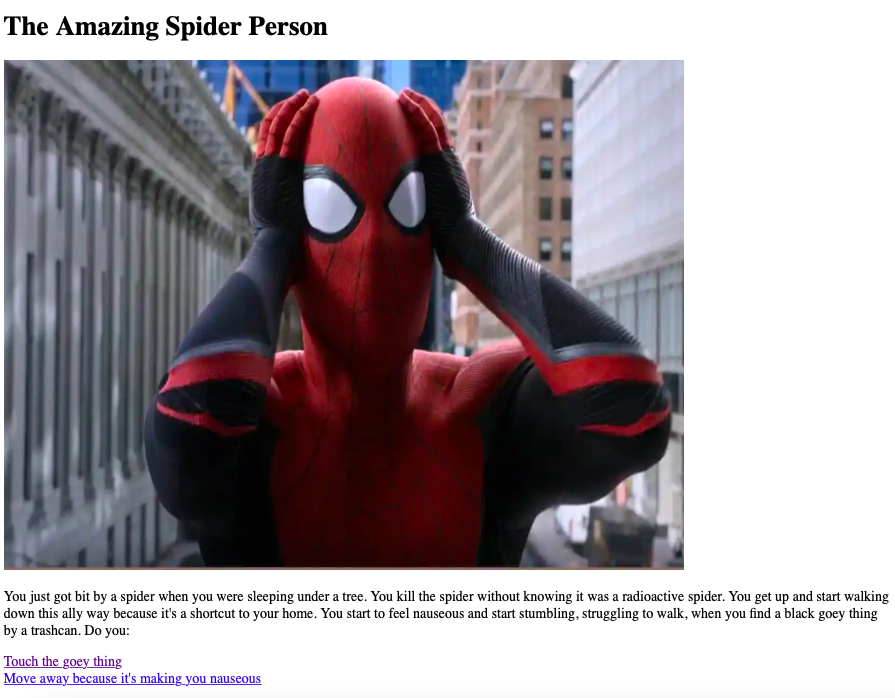 The Amazing Spider Person
You just got bit by a spider when you were sleeping under a tree. You kill the spider without knowing it was a radioactive spider. You get up and start walking
down this ally way because it's a shortcut to your home. You start to feel nauseous and start stumbling, struggling to walk, when you find a black goey thing
by a trashcan. Do you:
Touch the goey thing
Move away because it's making you nauseous